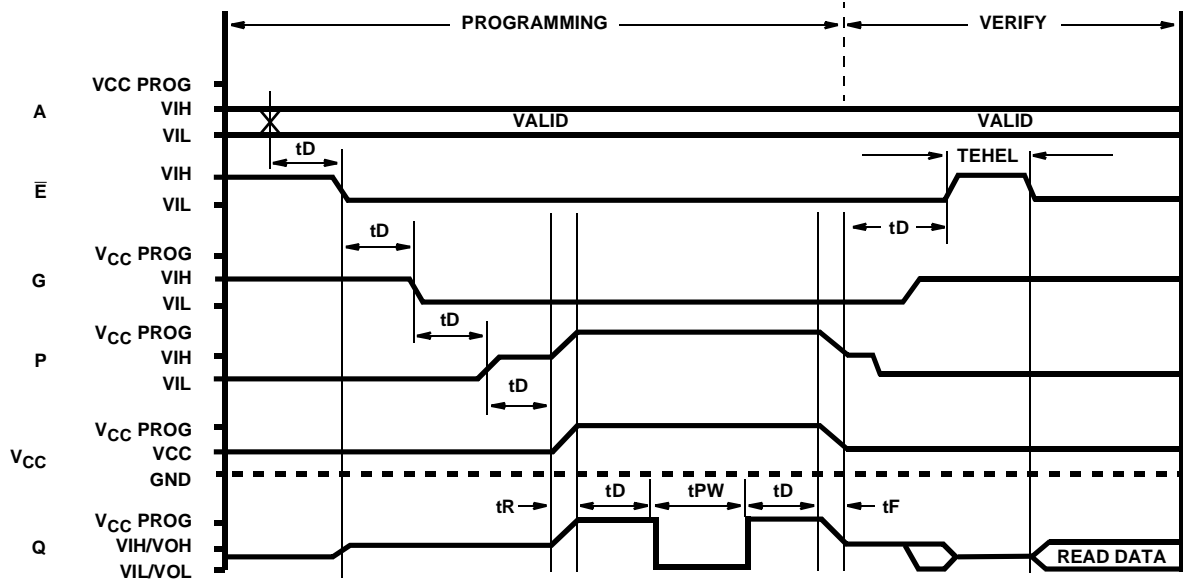 PROGRAMMING VERIFY
VCC PROG
A VIH
VALID VALID
VIL
tD TEHEL
VIH
E̅
VIL
tD tD
VCC PROG
G VIH
VIL
tD
VCC PROG
P VIH
VIL
tD
VCC PROG
VCC VCC
GND
tR tD tPW tD tF
VCC PROG
Q VIH/VOH
READ DATA
VIL/VOL